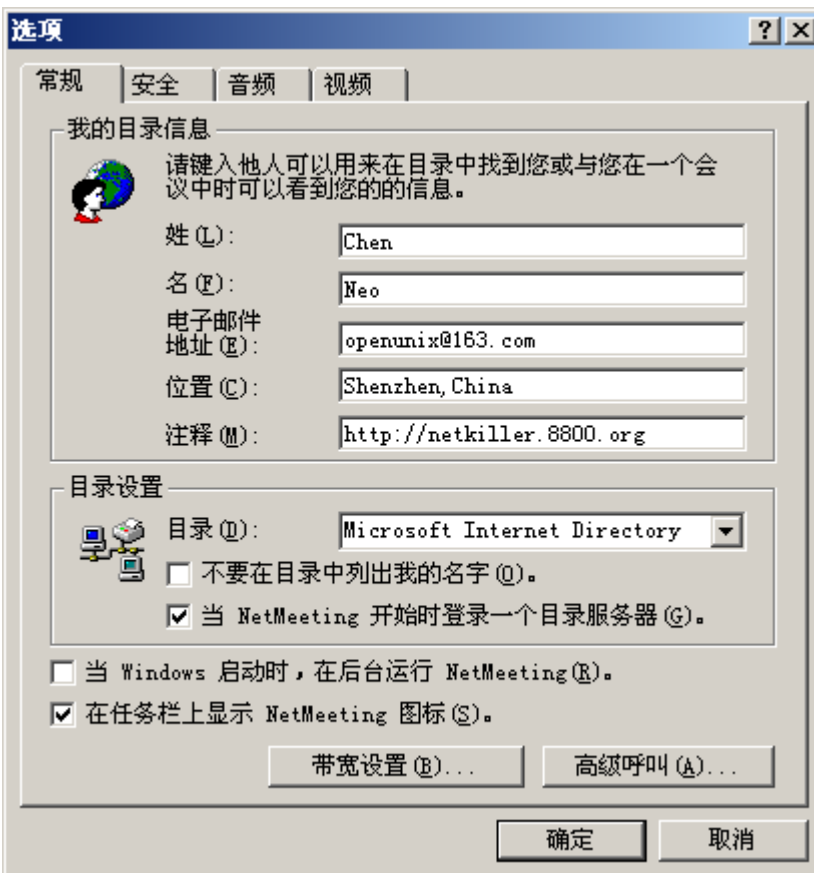 选项
常规 安全 音频 视频
我的目录信息
请键入他人可以用来在目录中找到您或与您在一个会
议中时可以看到您的的信息。
姓(L): Chen
名(F): Neo
电子邮件
地址(E): openunix@163.com
位置(C): Shenzhen,China
注释(M): http://netkiller.8800.org
目录设置
目录(D): Microsoft Internet Directory
不要在目录中列出我的名字(O)。
当 NetMeeting 开始时登录一个目录服务器(G)。
当 Windows 启动时，在后台运行 NetMeeting(R)。
在任务栏上显示 NetMeeting 图标(S)。
带宽设置(B)... 高级呼叫(A)...
确定 取消